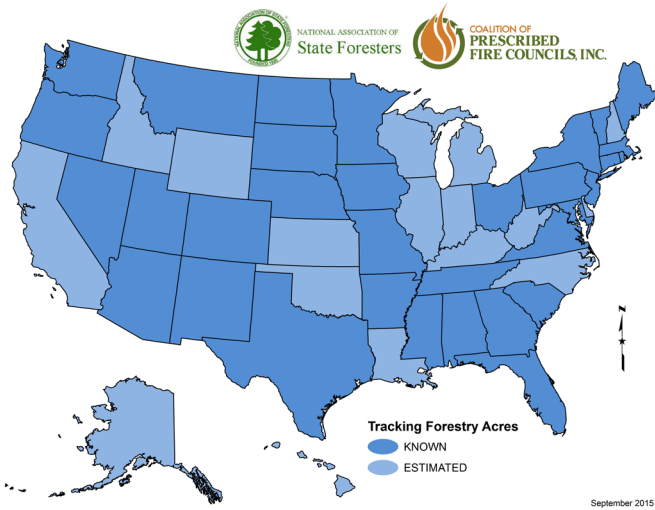 NATIONAL ASSOCIATION OF
State Foresters
COALITION OF
PRESCRIBED
FIRE COUNCILS, INC.
N
Tracking Forestry Acres
KNOWN
ESTIMATED
September 2015